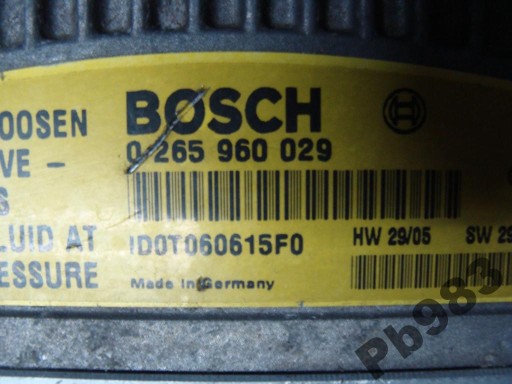 BOSCH
OOSEN
0 265 960 029
VE -
S
LUID AT
ID0T060615F0
HW 29/05 SW 29
ESSURE
Made in Germany
Pb983